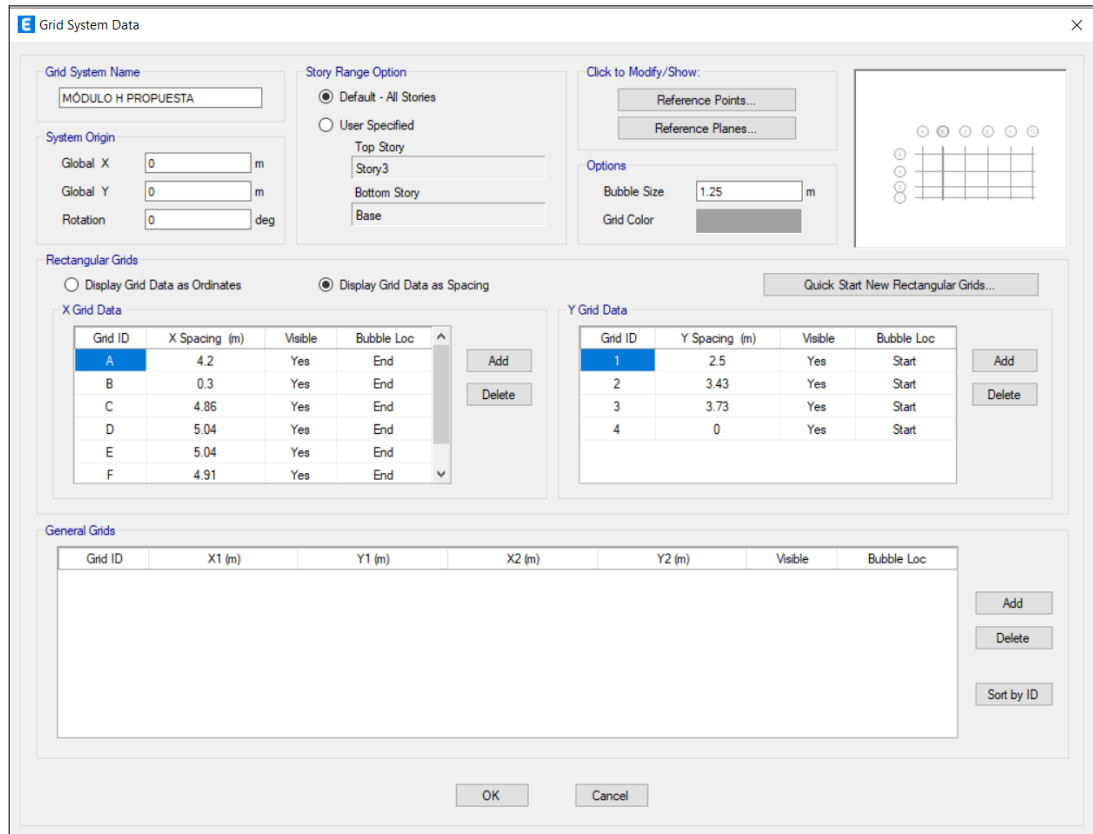 Grid System Data
Grid System Name
MÓDULO H PROPUESTA
System Origin
Global X 0 m
Global Y 0 m
Rotation 0 deg
Story Range Option
Default - All Stories
User Specified
Top Story
Story3
Bottom Story
Base
Click to Modify/Show:
Reference Points...
Reference Planes...
Options
Bubble Size 1.25 m
Grid Color
Rectangular Grids
Display Grid Data as Ordinates
Display Grid Data as Spacing
Quick Start New Rectangular Grids...
X Grid Data
Grid ID X Spacing (m) Visible Bubble Loc
A 4.2 Yes End
B 0.3 Yes End
C 4.86 Yes End
D 5.04 Yes End
E 5.04 Yes End
F 4.91 Yes End
Add
Delete
Y Grid Data
Grid ID Y Spacing (m) Visible Bubble Loc
1 2.5 Yes Start
2 3.43 Yes Start
3 3.73 Yes Start
4 0 Yes Start
Add
Delete
General Grids
Grid ID X1 (m) Y1 (m) X2 (m) Y2 (m) Visible Bubble Loc
Add
Delete
Sort by ID
OK
Cancel